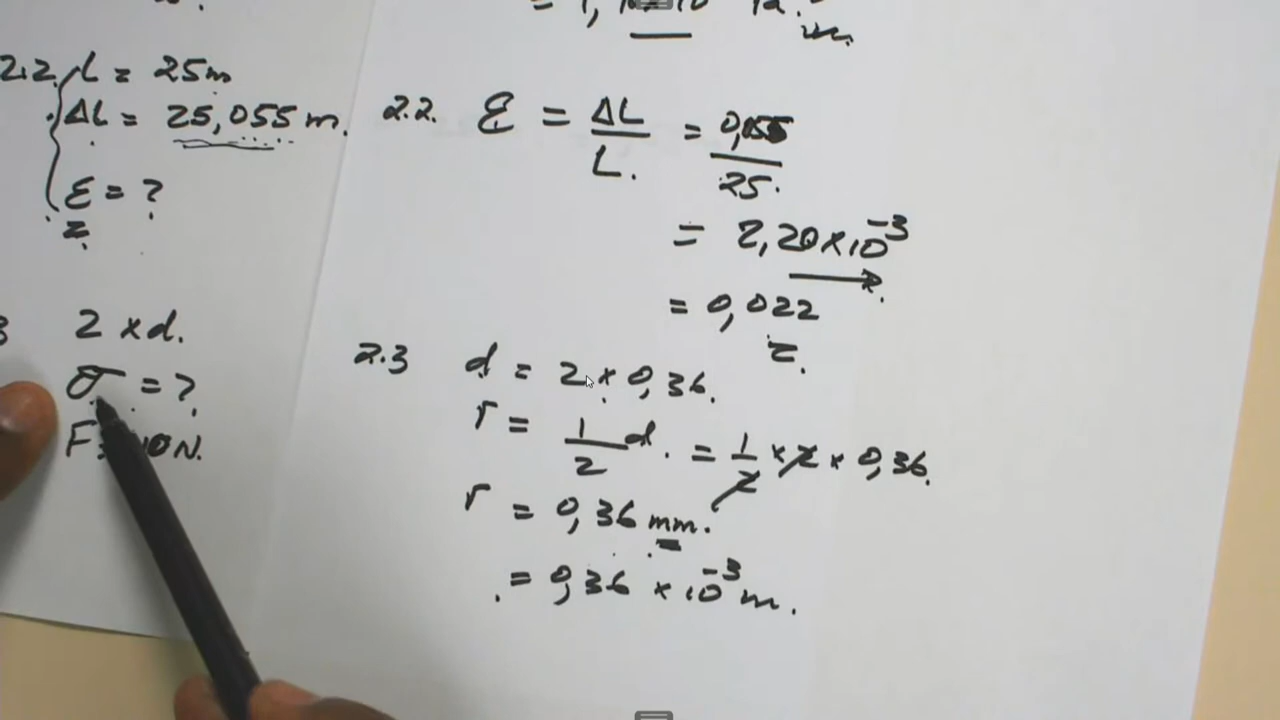 2.2 L = 25m
ΔL = 25,055 m.
ε = ?
2 x d.
σ = ?
2.2. ε = ΔL / L. = 0,055 / 25.
= 2,20 x 10⁻³
= 0,022
2.3 d = 2 x 0,36.
r = 1/2 d. = 1/2 x 2 x 0,36.
r = 0,36 mm.
= 0,36 x 10⁻³ m.